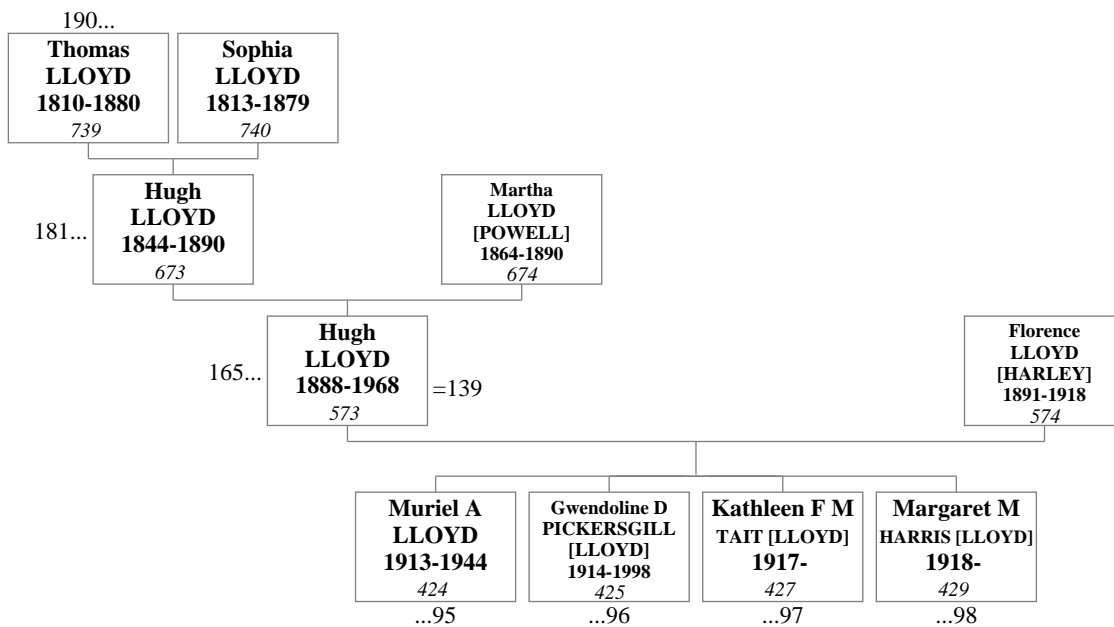 190...
Thomas
LLOYD
1810-1880
739
Sophia
LLOYD
1813-1879
740
181...
Hugh
LLOYD
1844-1890
673
Martha
LLOYD
[POWELL]
1864-1890
674
165...
Hugh
LLOYD
1888-1968
573
=139
Florence
LLOYD
[HARLEY]
1891-1918
574
Muriel A
LLOYD
1913-1944
424
...95
Gwendoline D
PICKERSGILL
[LLOYD]
1914-1998
425
...96
Kathleen F M
TAIT [LLOYD]
1917-
427
...97
Margaret M
HARRIS [LLOYD]
1918-
429
...98